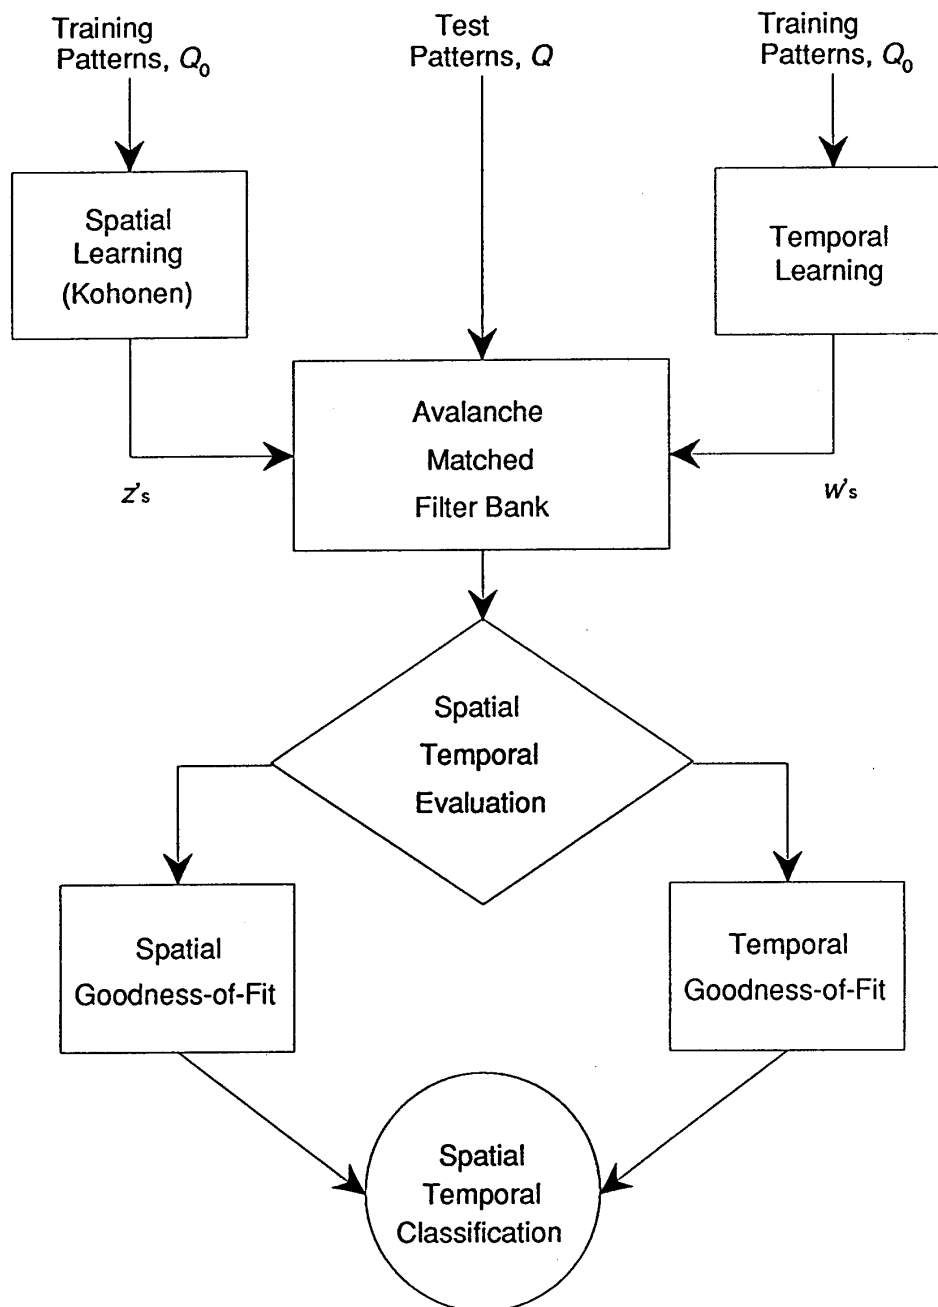 Training
Patterns, Q₀
Test
Patterns, Q
Training
Patterns, Q₀
Spatial
Learning
(Kohonen)
Temporal
Learning
Avalanche
Matched
Filter Bank
z's
w's
Spatial
Temporal
Evaluation
Spatial
Goodness-of-Fit
Temporal
Goodness-of-Fit
Spatial
Temporal
Classification